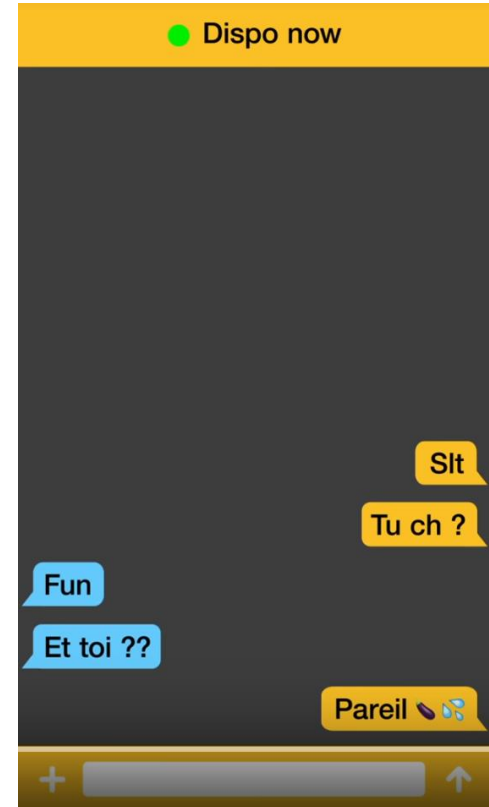 Dispo now
Slt
Tu ch ?
Fun
Et toi ??
Pareil 🍆💦